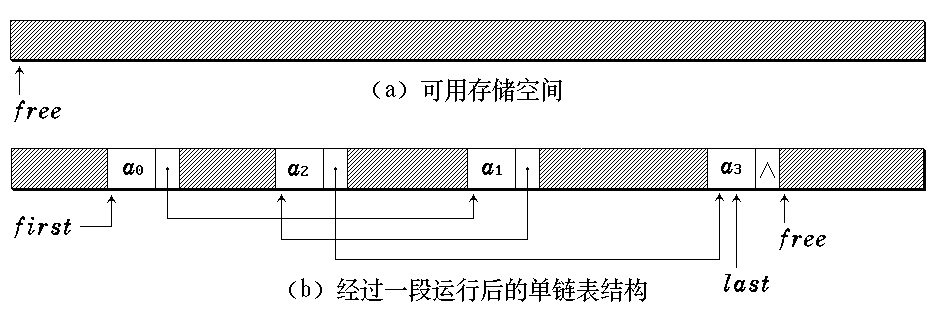 （a）可用存储空间
free
a0 a2 a1 a3 ∧
first
free
last
（b）经过一段运行后的单链表结构